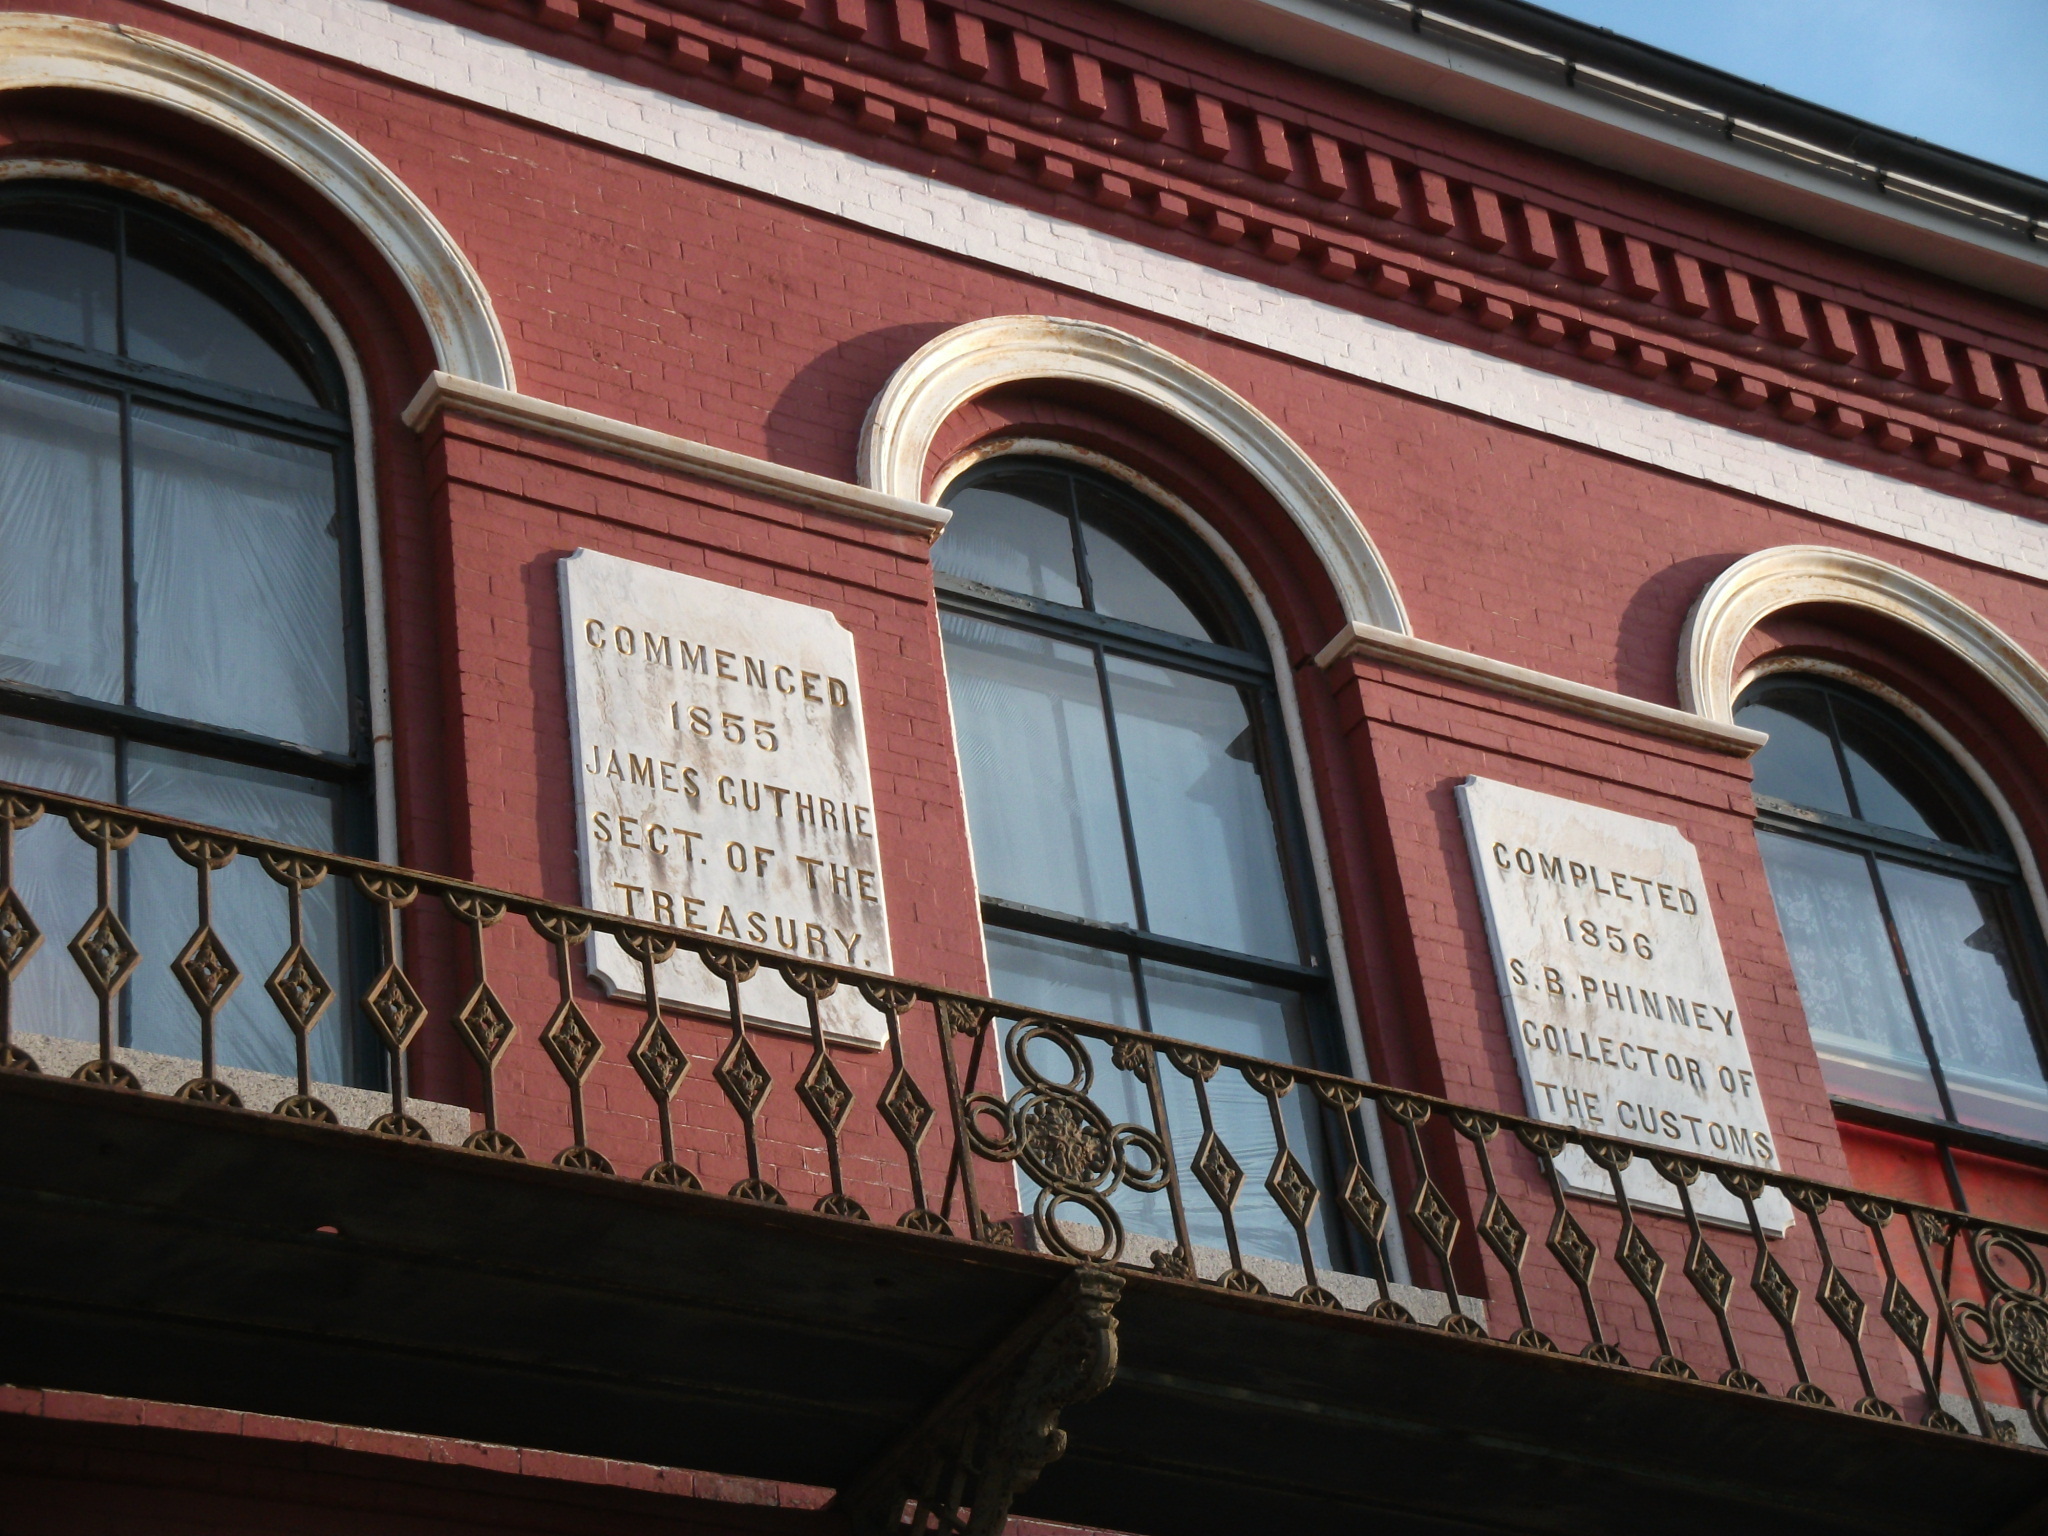 COMMENCED
1855
JAMES GUTHRIE
SECT. OF THE
TREASURY.
COMPLETED
1856
S.B. PHINNEY
COLLECTOR OF
THE CUSTOMS